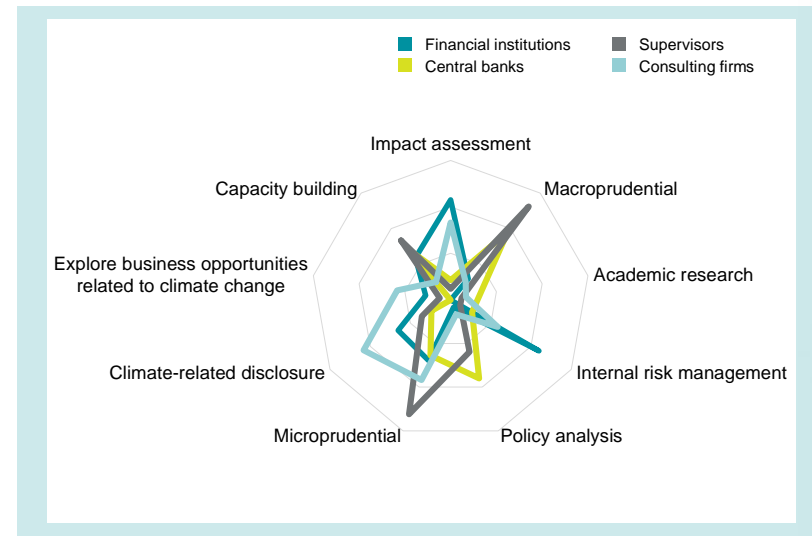 Financial institutions
Supervisors
Central banks
Consulting firms
Impact assessment
Capacity building
Macroprudential
Explore business opportunities
related to climate change
Academic research
Climate-related disclosure
Internal risk management
Microprudential
Policy analysis